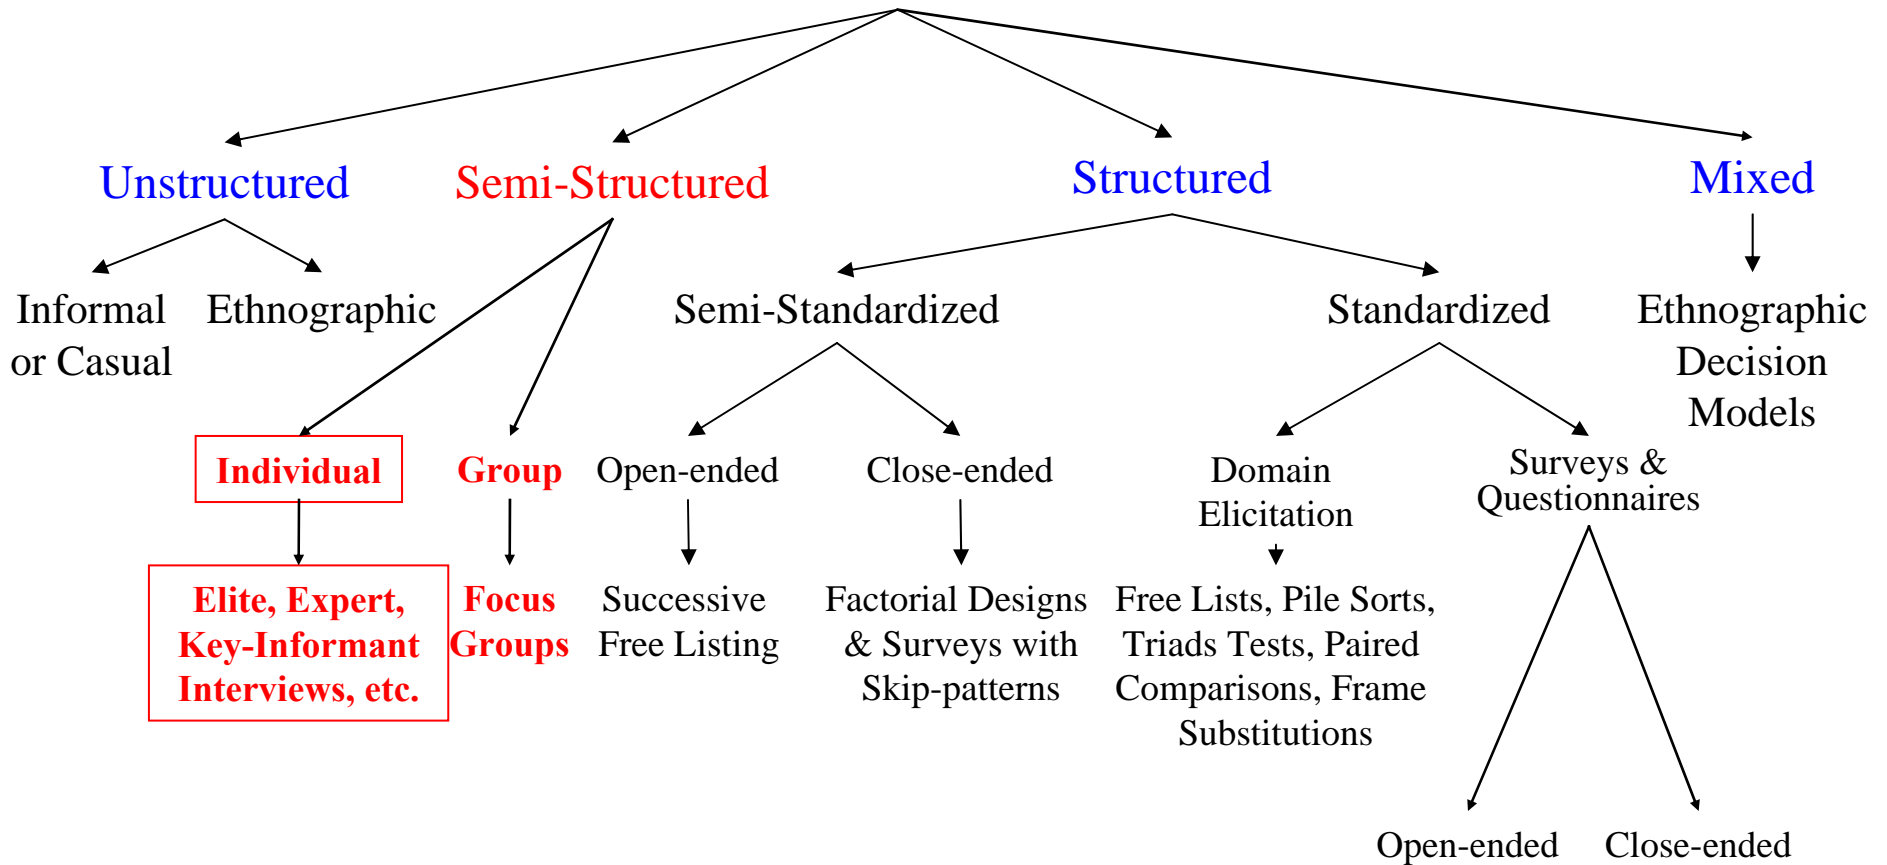 Unstructured
Semi-Structured
Structured
Mixed
Informal
or Casual
Ethnographic
Semi-Standardized
Standardized
Ethnographic
Decision
Models
Individual
Group
Open-ended
Close-ended
Domain
Elicitation
Surveys &
Questionnaires
Elite, Expert,
Key-Informant
Interviews, etc.
Focus
Groups
Successive
Free Listing
Factorial Designs
& Surveys with
Skip-patterns
Free Lists, Pile Sorts,
Triads Tests, Paired
Comparisons, Frame
Substitutions
Open-ended
Close-ended